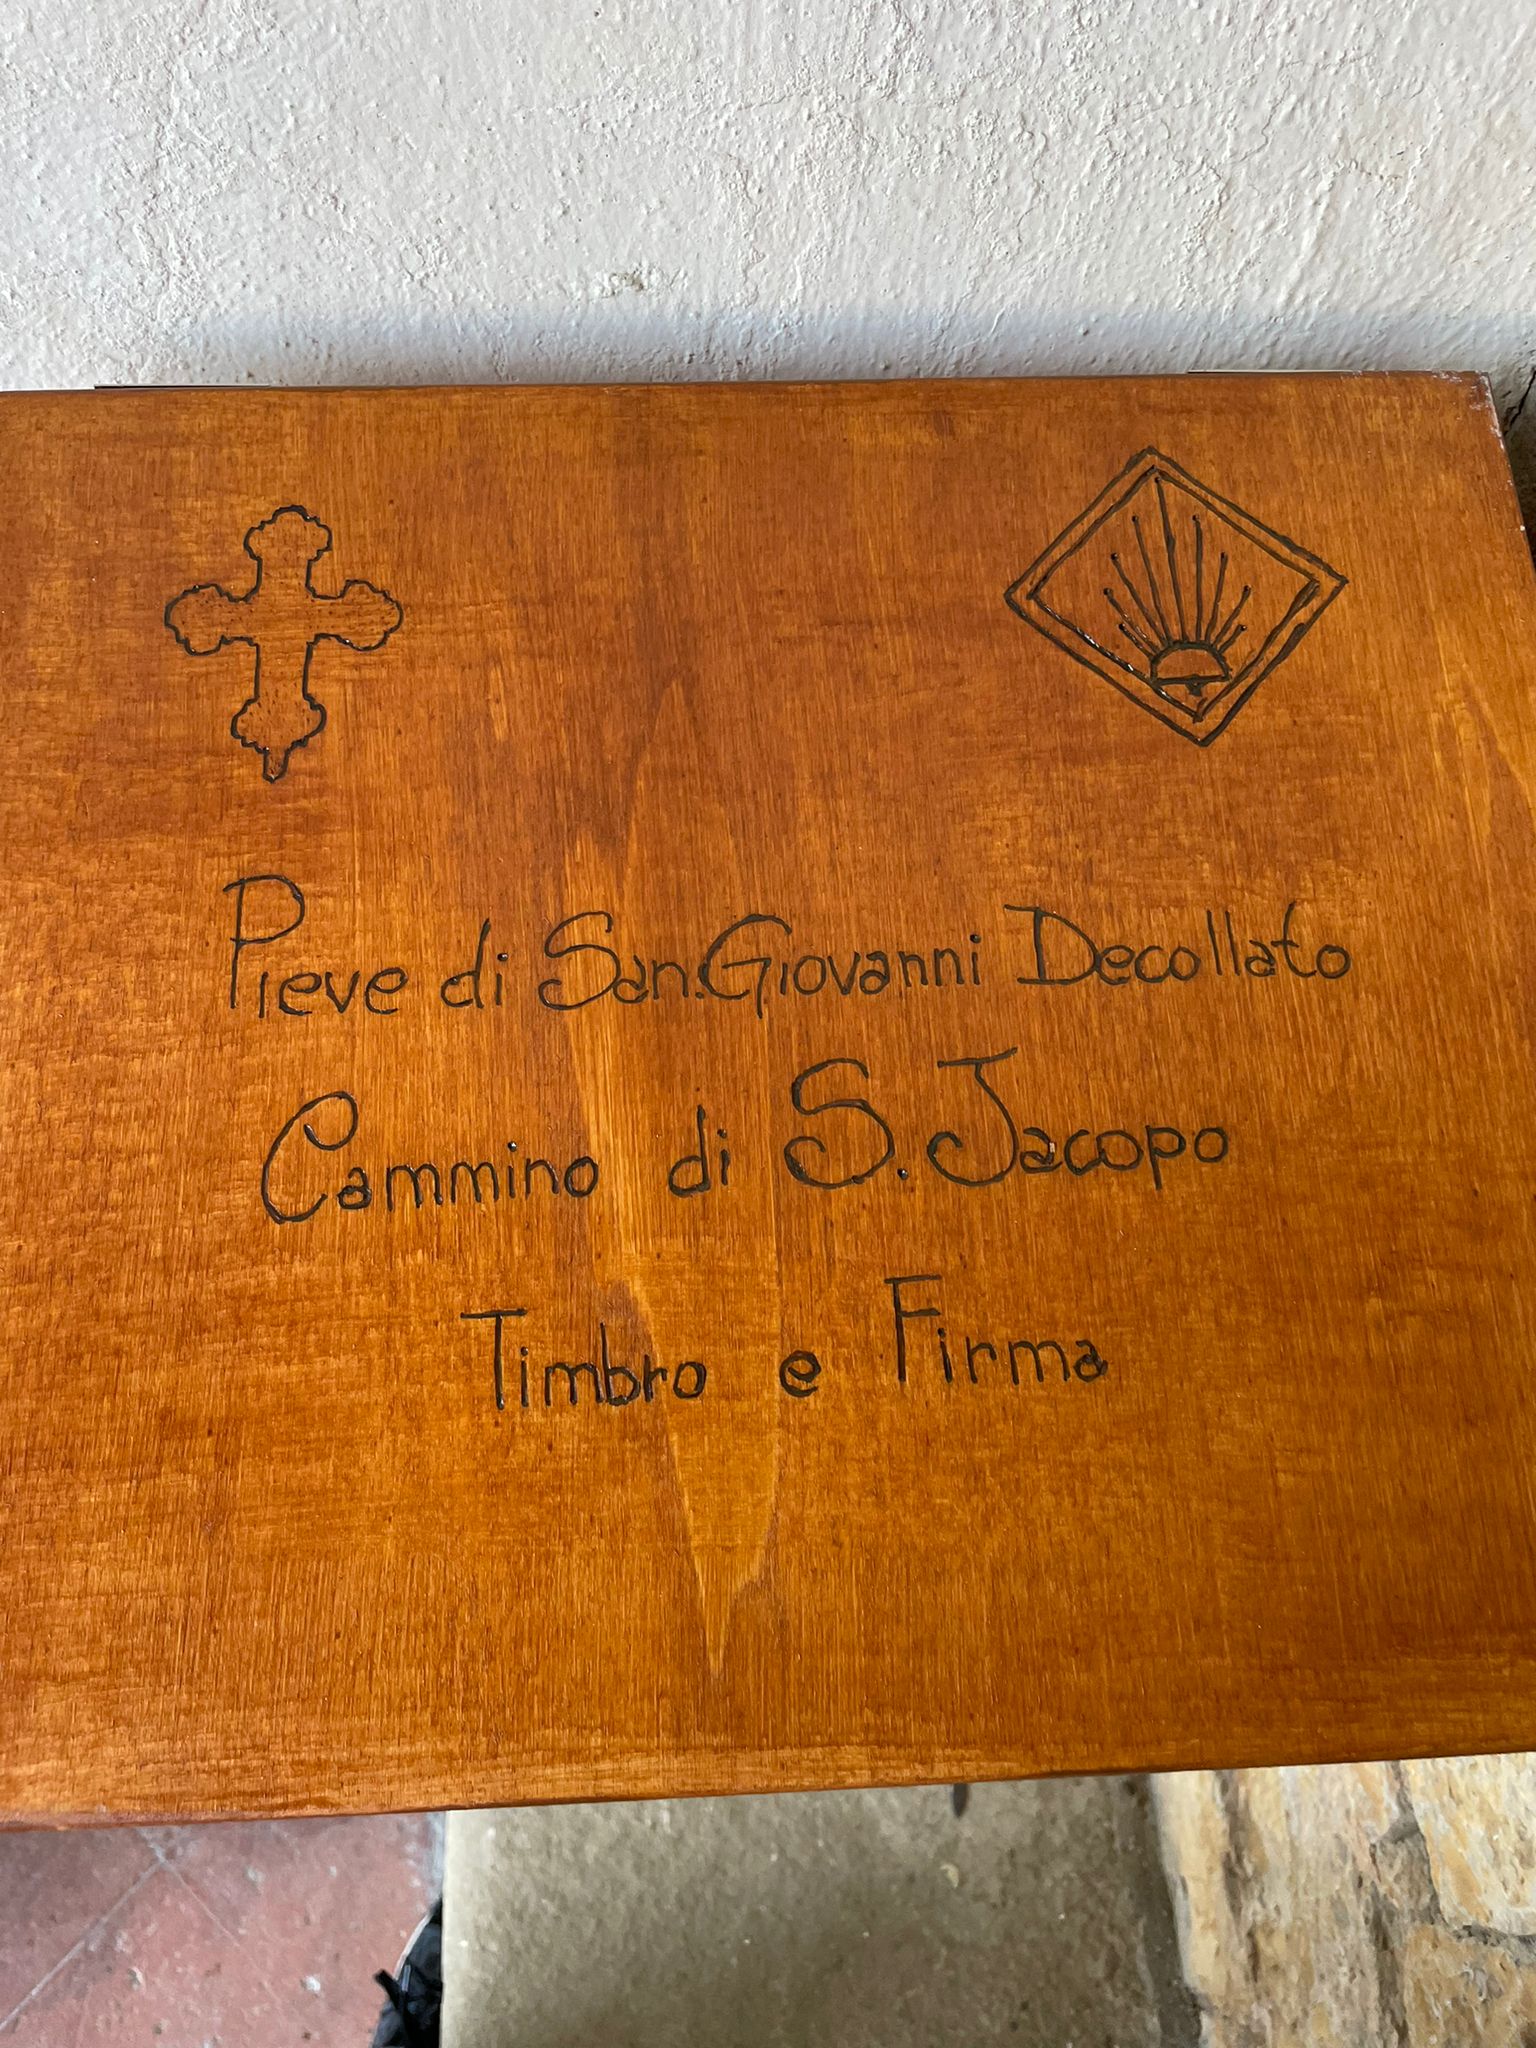 Pieve di San.Giovanni Decollato
Cammino di S. Jacopo
Timbro e Firma